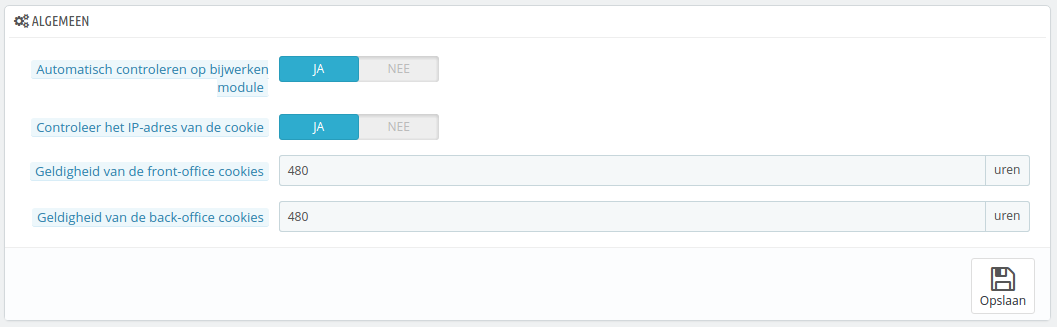 ALGEMEEN
Automatisch controleren op bijwerken
module
JA NEE
Controleer het IP-adres van de cookie
JA NEE
Geldigheid van de front-office cookies
480 uren
Geldigheid van de back-office cookies
480 uren
Opslaan